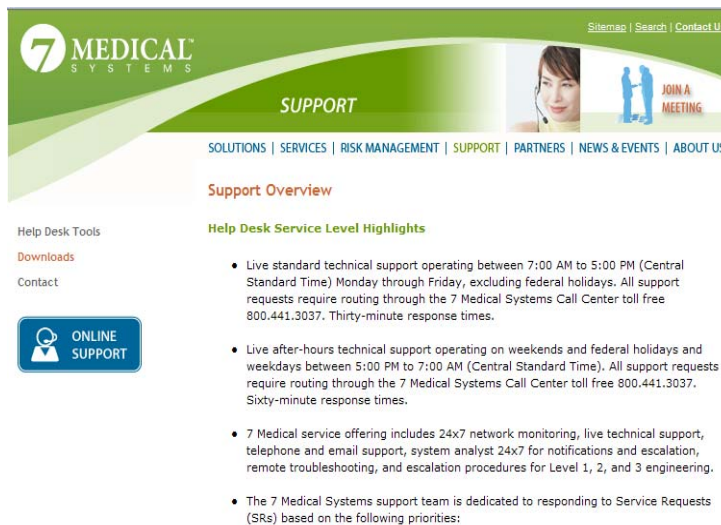 Sitemap | Search | Contact U
7 MEDICAL™
SYSTEMS
SUPPORT
JOIN A
MEETING
SOLUTIONS | SERVICES | RISK MANAGEMENT | SUPPORT | PARTNERS | NEWS & EVENTS | ABOUT US
Support Overview
Help Desk Tools
Downloads
Contact
ONLINE
SUPPORT
Help Desk Service Level Highlights
• Live standard technical support operating between 7:00 AM to 5:00 PM (Central
Standard Time) Monday through Friday, excluding federal holidays. All support
requests require routing through the 7 Medical Systems Call Center toll free
800.441.3037. Thirty-minute response times.
• Live after-hours technical support operating on weekends and federal holidays and
weekdays between 5:00 PM to 7:00 AM (Central Standard Time). All support requests
require routing through the 7 Medical Systems Call Center toll free 800.441.3037.
Sixty-minute response times.
• 7 Medical service offering includes 24x7 network monitoring, live technical support,
telephone and email support, system analyst 24x7 for notifications and escalation,
remote troubleshooting, and escalation procedures for Level 1, 2, and 3 engineering.
• The 7 Medical Systems support team is dedicated to responding to Service Requests
(SRs) based on the following priorities: